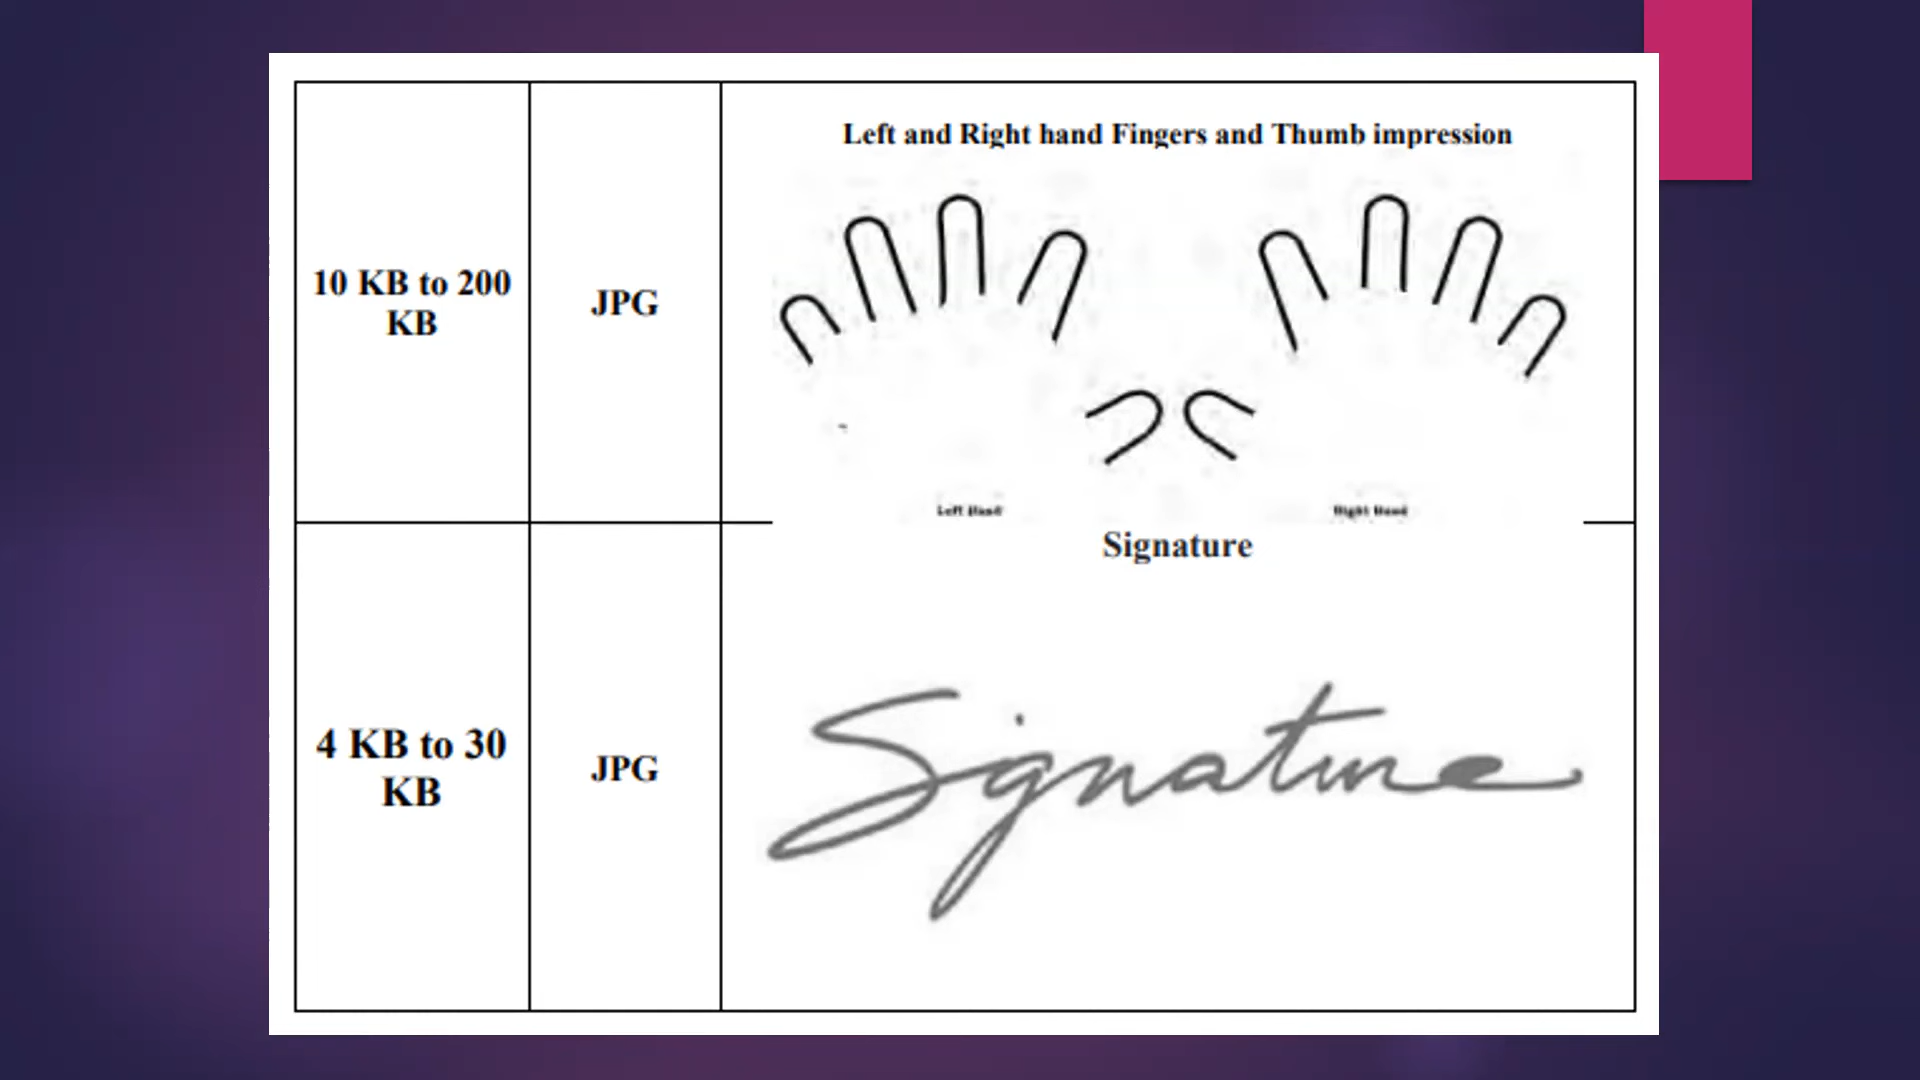 Left and Right hand Fingers and Thumb impression
10 KB to 200
KB
JPG
Left Hand
Right Hand
Signature
4 KB to 30
KB
JPG
Signature